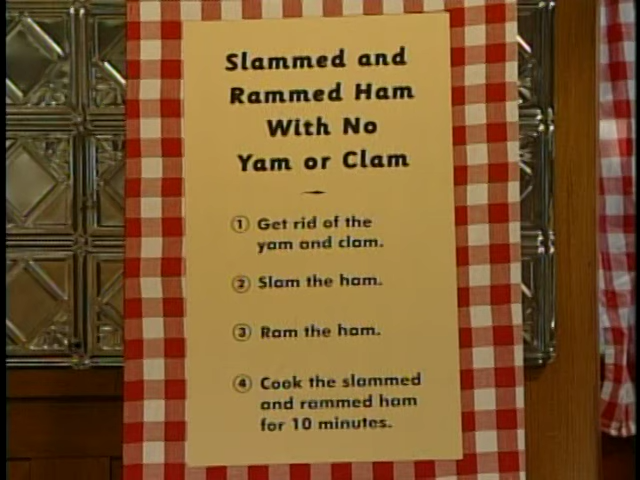 Slammed and
Rammed Ham
With No
Yam or Clam
① Get rid of the
yam and clam.
② Slam the ham.
③ Ram the ham.
④ Cook the slammed
and rammed ham
for 10 minutes.